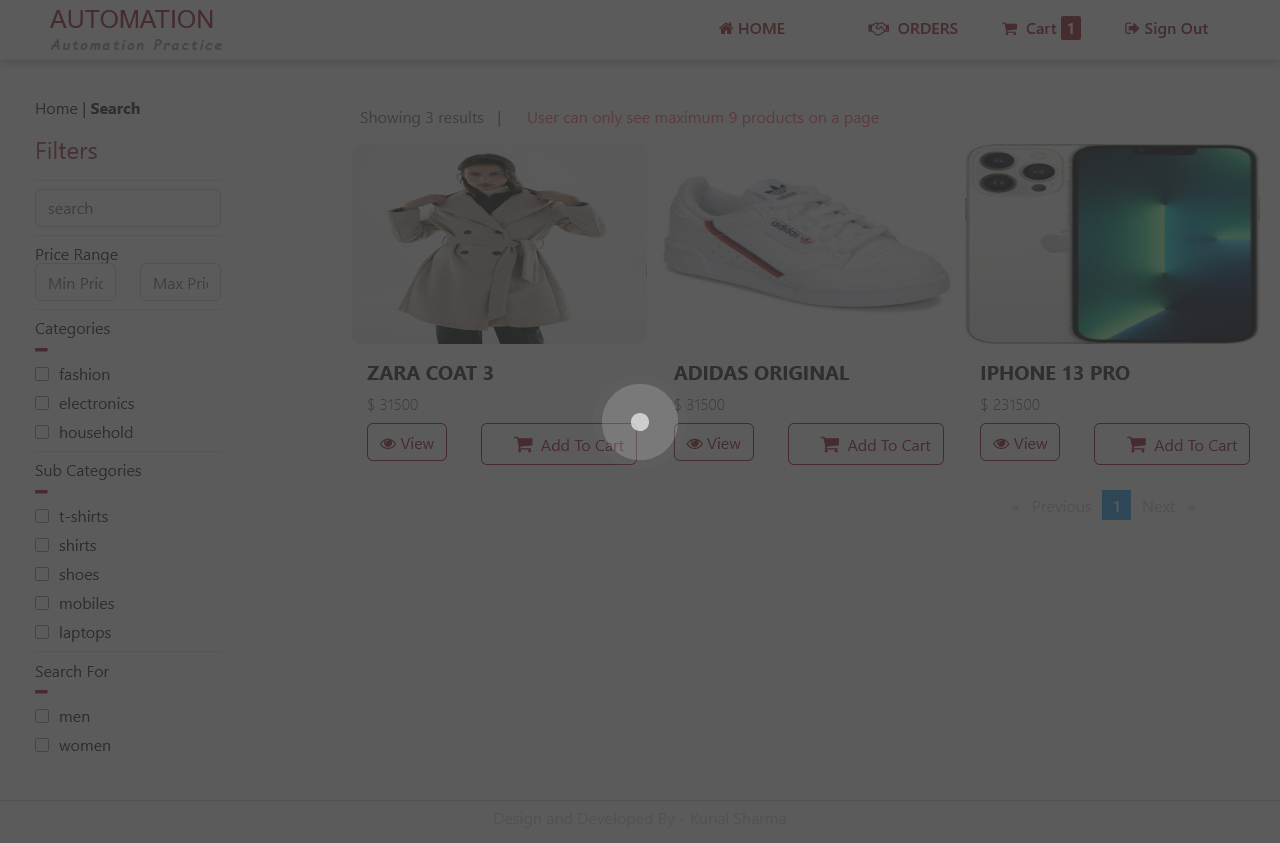 AUTOMATION
Automation Practice
HOME
ORDERS
Cart 1
Sign Out
Home | Search
Filters
search
Price Range
Min Pric
Max Pri
Categories
fashion
electronics
household
Sub Categories
t-shirts
shirts
shoes
mobiles
laptops
Search For
men
women
Showing 3 results |
User can only see maximum 9 products on a page
ZARA COAT 3
$ 31500
View
Add To Cart
adidas
ADIDAS ORIGINAL
$ 31500
View
Add To Cart
IPHONE 13 PRO
$ 231500
View
Add To Cart
« Previous 1 Next »
Design and Developed By - Kunal Sharma